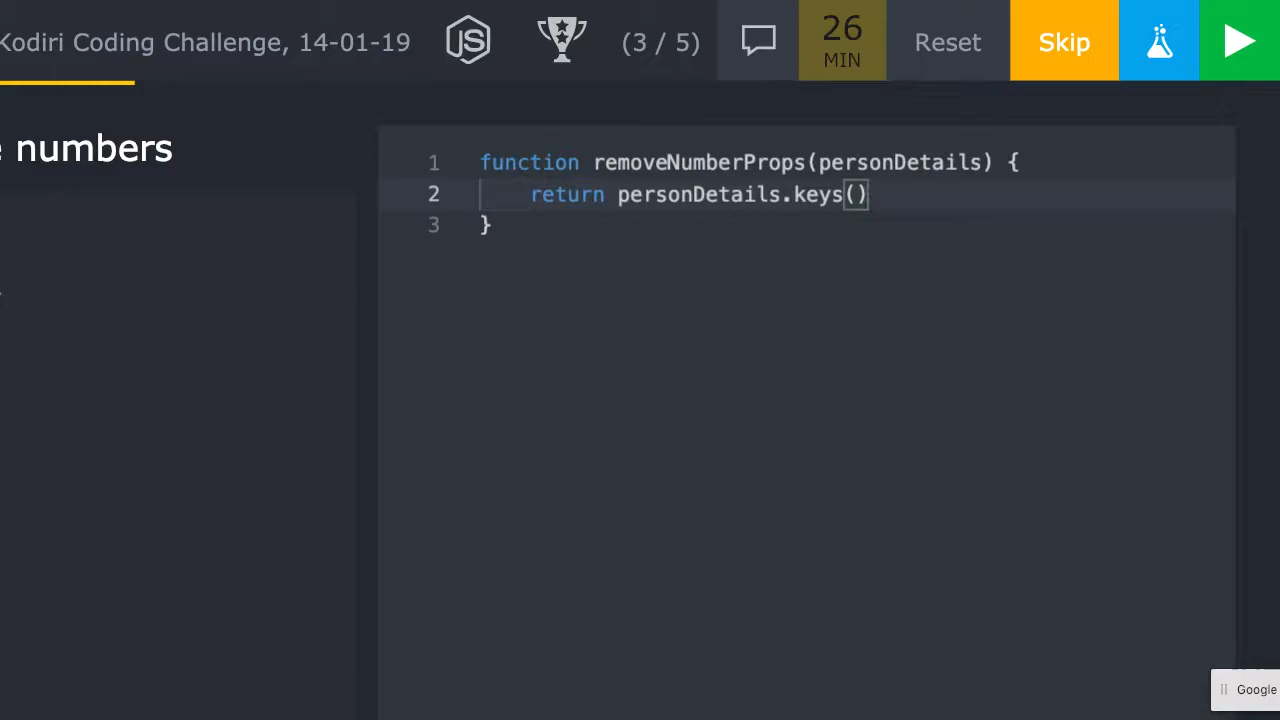 Kodiri Coding Challenge, 14-01-19
JS
(3 / 5)
26
MIN
Reset
Skip
numbers
1 function removeNumberProps(personDetails) {
2 return personDetails.keys()
3 }
Google